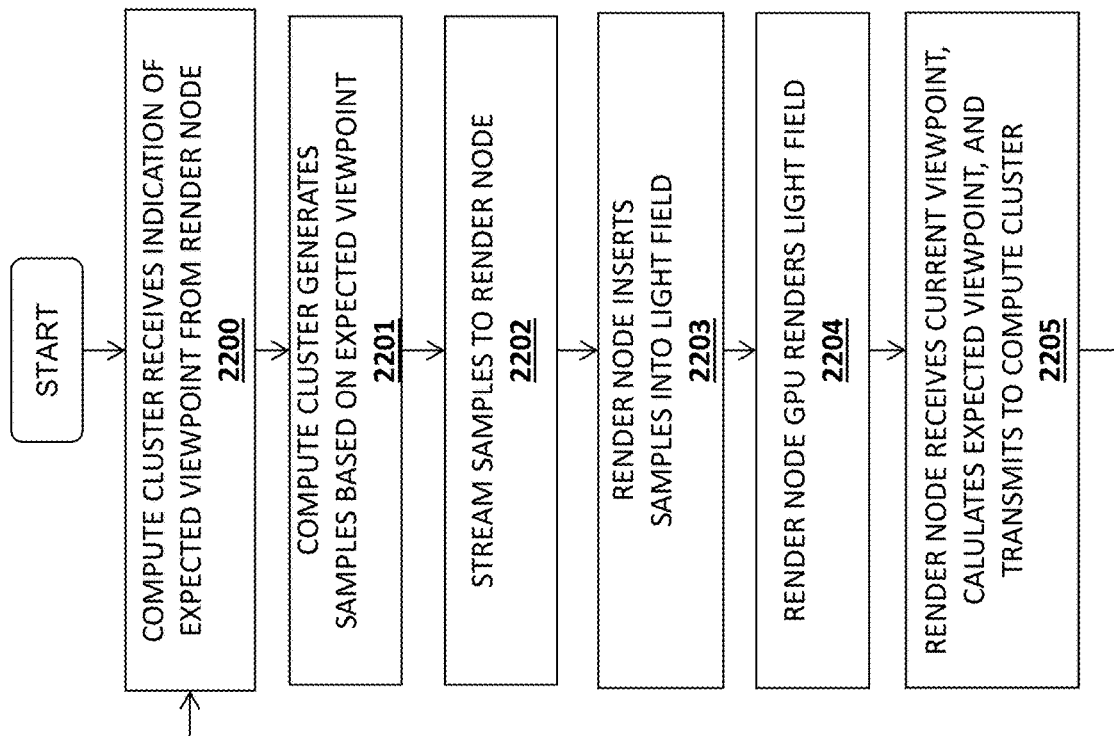 START
COMPUTE CLUSTER RECEIVES INDICATION OF
EXPECTED VIEWPOINT FROM RENDER NODE
2200
COMPUTE CLUSTER GENERATES
SAMPLES BASED ON EXPECTED VIEWPOINT
2201
STREAM SAMPLES TO RENDER NODE
2202
RENDER NODE INSERTS
SAMPLES INTO LIGHT FIELD
2203
RENDER NODE GPU RENDERS LIGHT FIELD
2204
RENDER NODE RECEIVES CURRENT VIEWPOINT,
CALULATES EXPECTED VIEWPOINT, AND
TRANSMITS TO COMPUTE CLUSTER
2205